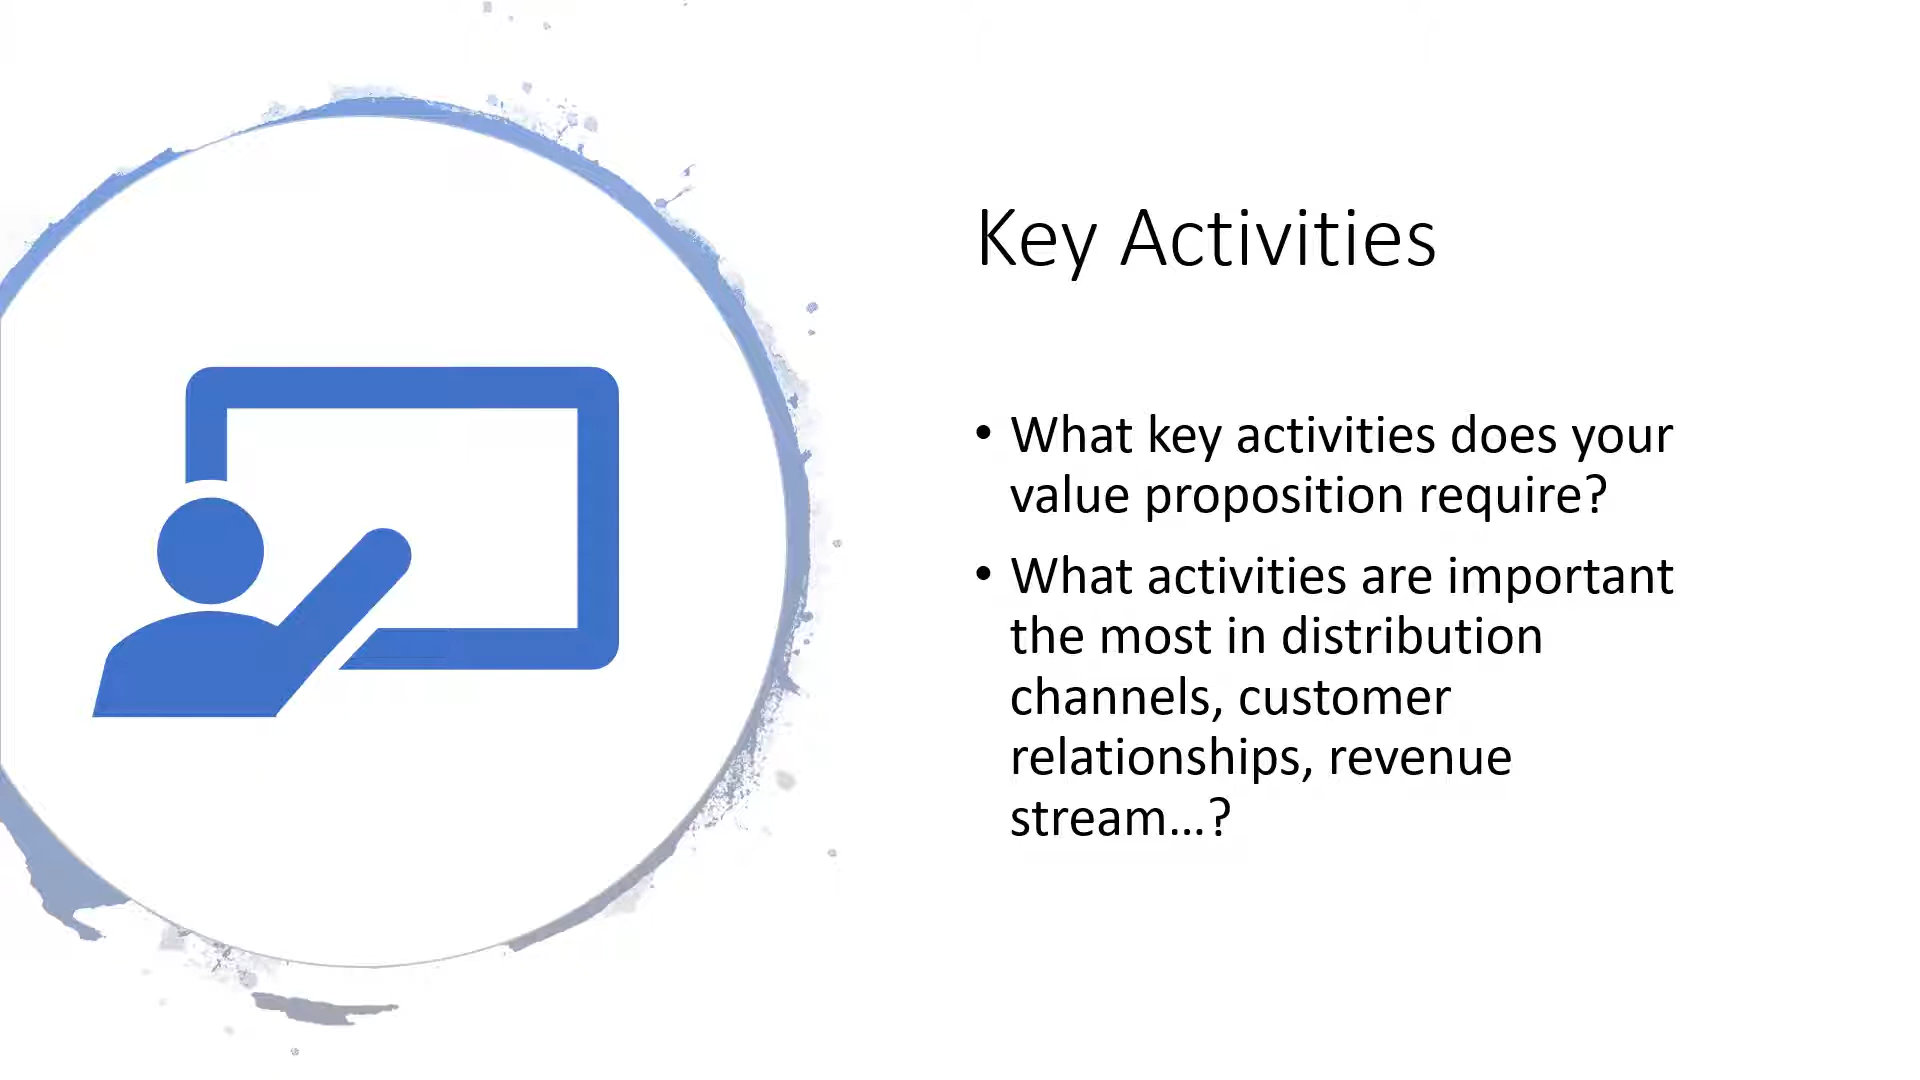 Key Activities
• What key activities does your
value proposition require?
• What activities are important
the most in distribution
channels, customer
relationships, revenue
stream...?